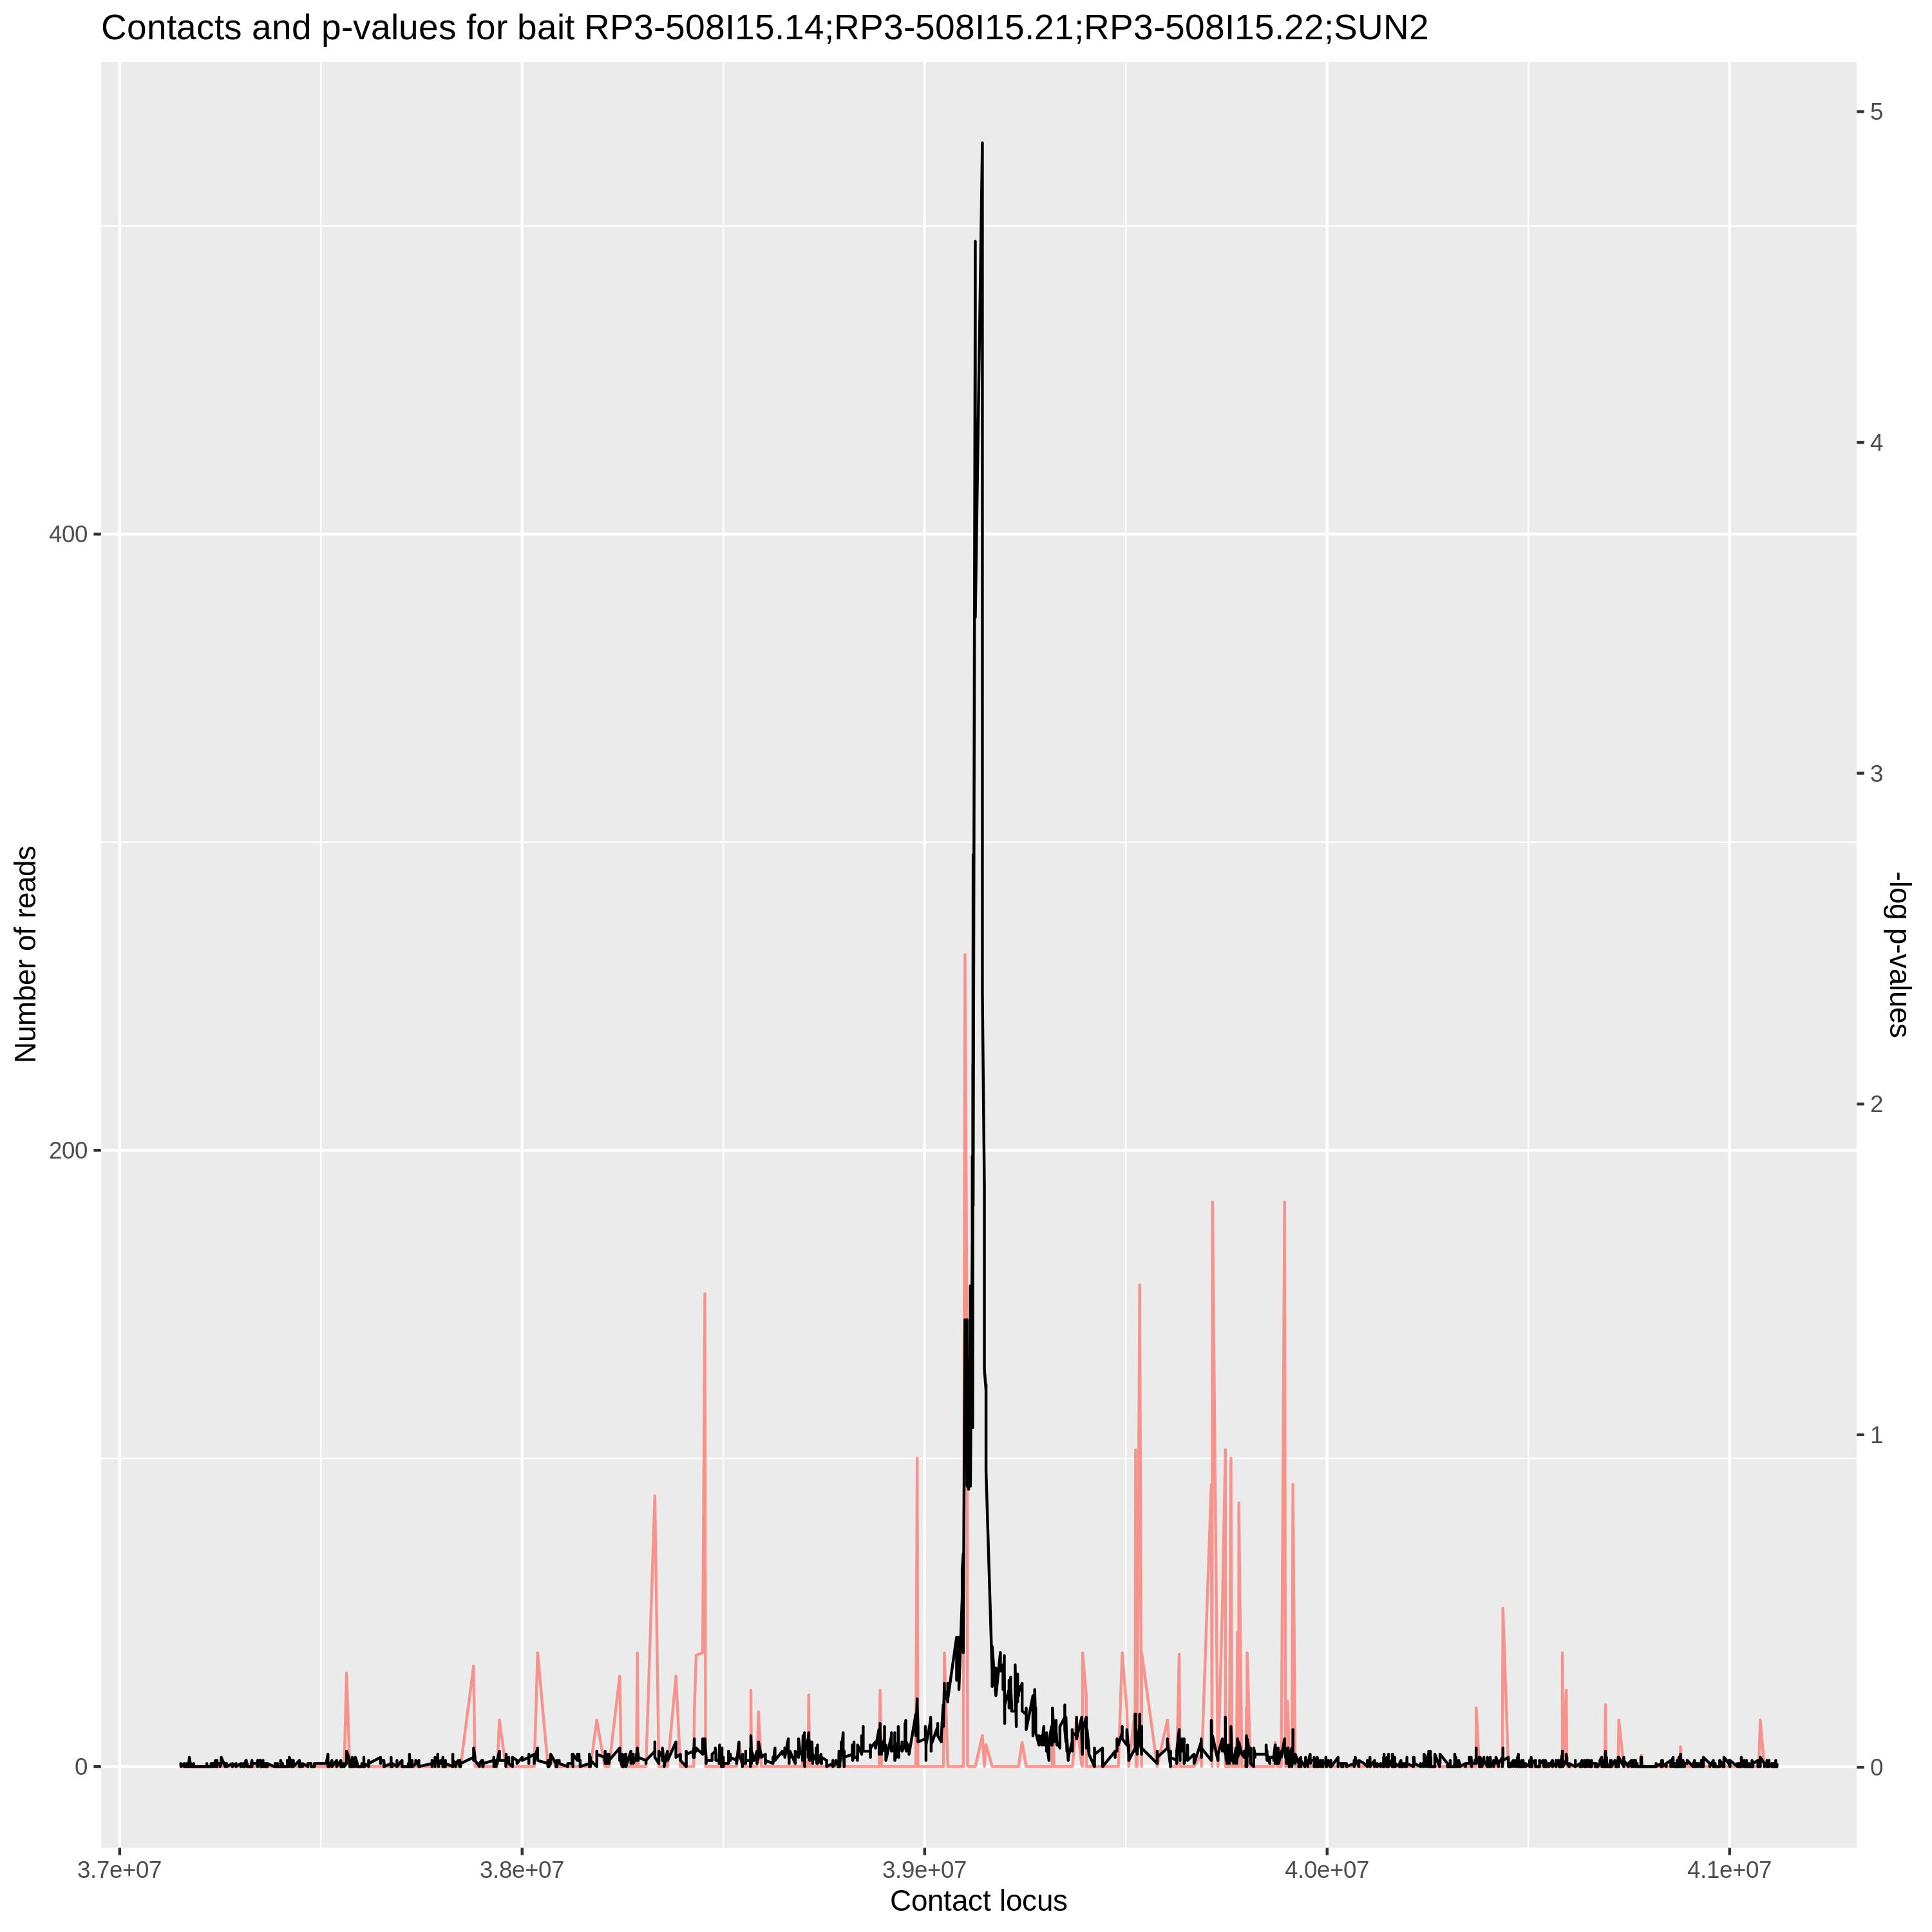 Contacts and p-values for bait RP3-508I15.14;RP3-508I15.21;RP3-508I15.22;SUN2
5
4
400
3
Number of reads
-log p-values
2
200
1
0
0
3.7e+07
3.8e+07
3.9e+07
4.0e+07
4.1e+07
Contact locus